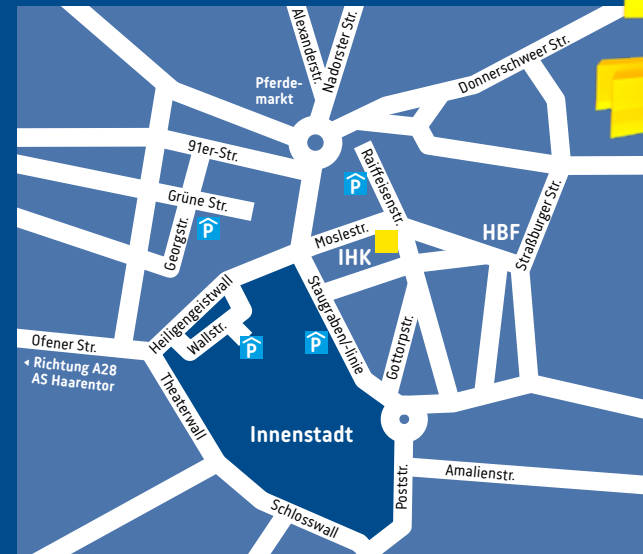 Alexanderstr.
Nadorster Str.
Donnerschweer Str.
Pferde-
markt
91er-Str.
Raiffeisenstr.
P
Grüne Str.
Straßburger Str.
P
Georgstr.
Moslestr.
HBF
IHK
Heiligengeistwall
Staugraben/-linie
Wallstr.
P
P
Gottorpstr.
Ofener Str.
Richtung A28
AS Haarentor
Theaterwall
Innenstadt
Poststr.
Amalienstr.
Schlosswall